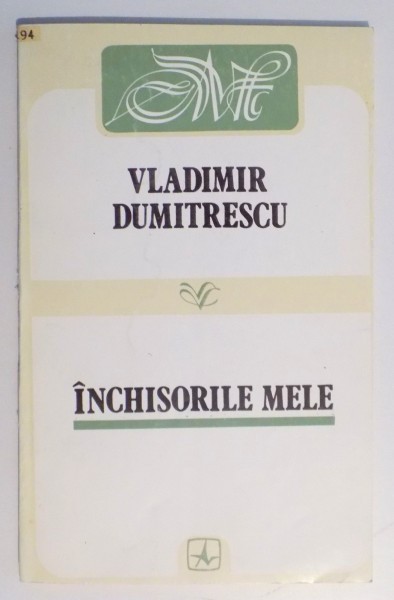 94
VLADIMIR
DUMITRESCU
ÎNCHISORILE MELE